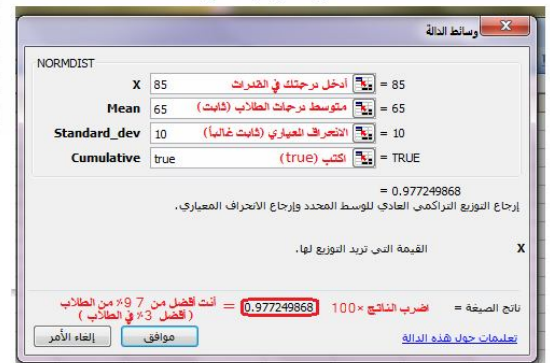 وسائط الدالة
NORMDIST
X 85 أدخل درجتك في القدرات = 85
Mean 65 متوسط درجات الطلاب (ثابت) = 65
Standard_dev 10 الانحراف المعياري (ثابت غالباً) = 10
Cumulative true اكتب (true) = TRUE
= 0.977249868
إرجاع التوزيع التراكمي العادي للوسط المحدد وإرجاع الانحراف المعياري.
X القيمة التي تريد التوزيع لها.
ناتج الصيغة = اضرب الناتج ×100 0.977249868 = أنت أفضل من 97% من الطلاب
( أفضل 3% في الطلاب )
تعليمات حول هذه الدالة موافق إلغاء الأمر